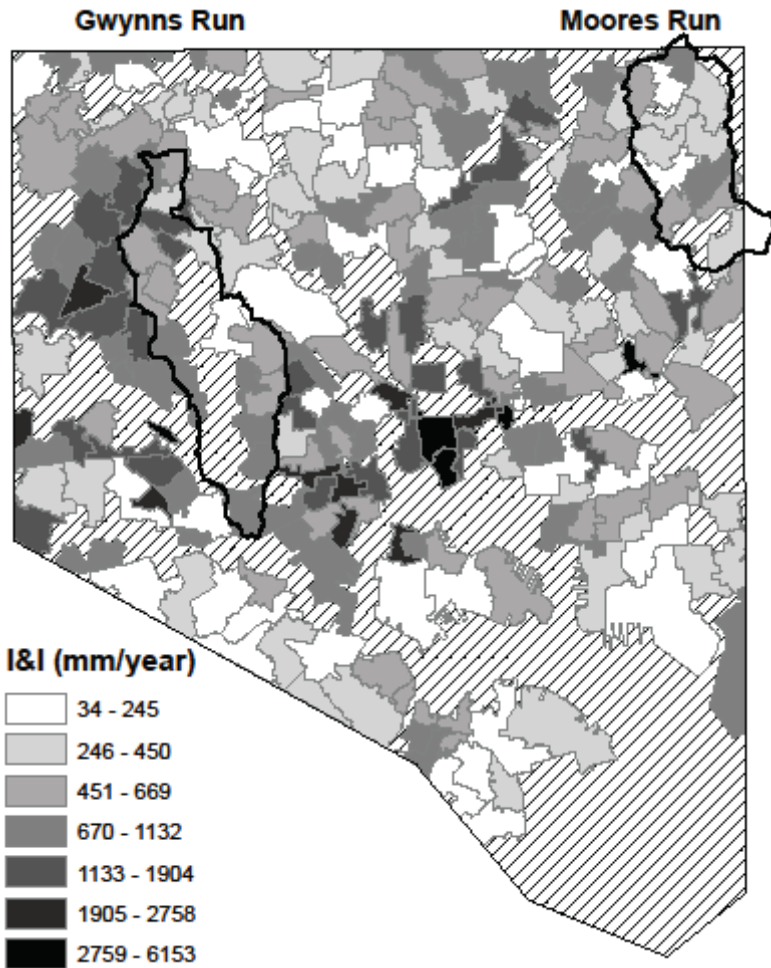 Gwynns Run
Moores Run
I&I (mm/year)
34 - 245
246 - 450
451 - 669
670 - 1132
1133 - 1904
1905 - 2758
2759 - 6153